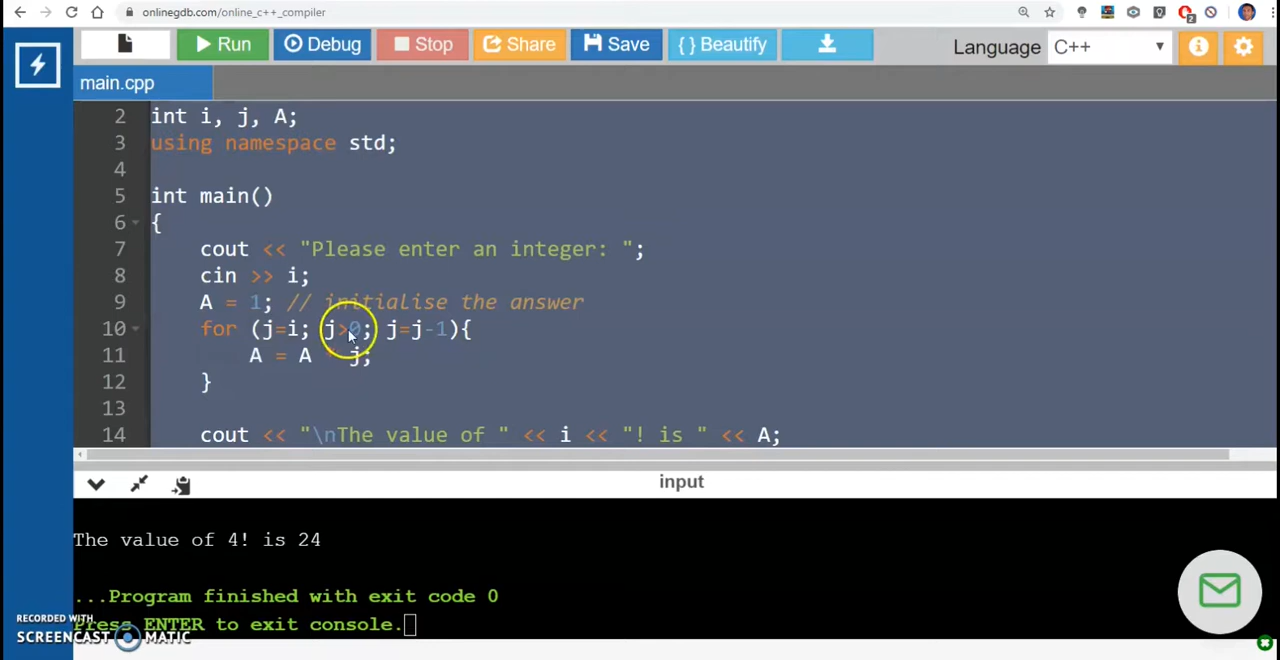 onlinegdb.com/online_c++_compiler
2
Run Debug Stop Share Save { } Beautify Language C++
main.cpp
2 int i, j, A;
3 using namespace std;
4
5 int main()
6 {
7 cout << "Please enter an integer: ";
8 cin >> i;
9 A = 1; // initialise the answer
10 for (j=i; j>0; j=j-1){
11 A = A * j;
12 }
13
14 cout << "\nThe value of " << i << "! is " << A;
input
The value of 4! is 24
...Program finished with exit code 0
Press ENTER to exit console.
RECORDED WITH
SCREENCAST MATIC